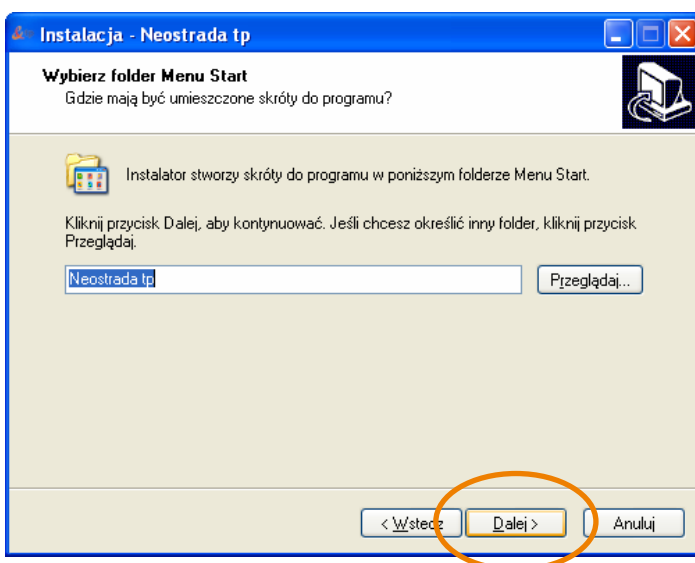 Instalacja - Neostrada tp
Wybierz folder Menu Start
Gdzie mają być umieszczone skróty do programu?
Instalator stworzy skróty do programu w poniższym folderze Menu Start.
Kliknij przycisk Dalej, aby kontynuować. Jeśli chcesz określić inny folder, kliknij przycisk
Przeglądaj.
Neostrada tp
Przeglądaj...
< Wstecz
Dalej >
Anuluj